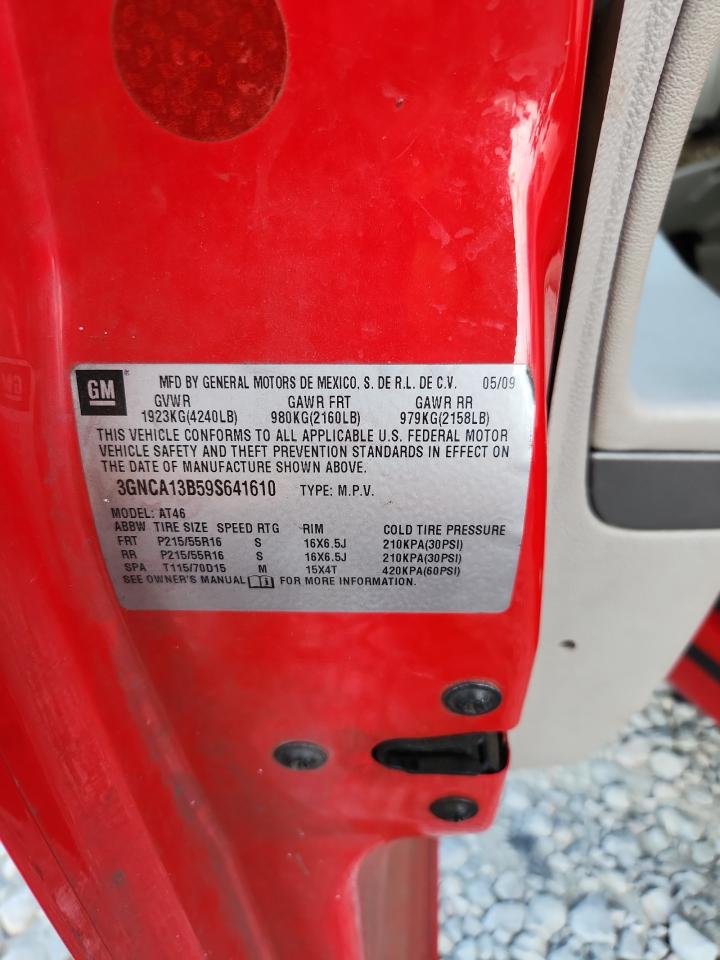 GM
MFD BY GENERAL MOTORS DE MEXICO, S. DE R.L. DE C.V. 05/09
GVWR GAWR FRT GAWR RR
1923KG(4240LB) 980KG(2160LB) 979KG(2158LB)
THIS VEHICLE CONFORMS TO ALL APPLICABLE U.S. FEDERAL MOTOR
VEHICLE SAFETY AND THEFT PREVENTION STANDARDS IN EFFECT ON
THE DATE OF MANUFACTURE SHOWN ABOVE.
3GNCA13B59S641610 TYPE: M.P.V.
MODEL: AT46
ABBW TIRE SIZE SPEED RTG RIM COLD TIRE PRESSURE
FRT P215/55R16 S 16X6.5J 210KPA(30PSI)
RR P215/55R16 S 16X6.5J 210KPA(30PSI)
SPA T115/70D15 M 15X4T 420KPA(60PSI)
SEE OWNER'S MANUAL FOR MORE INFORMATION.